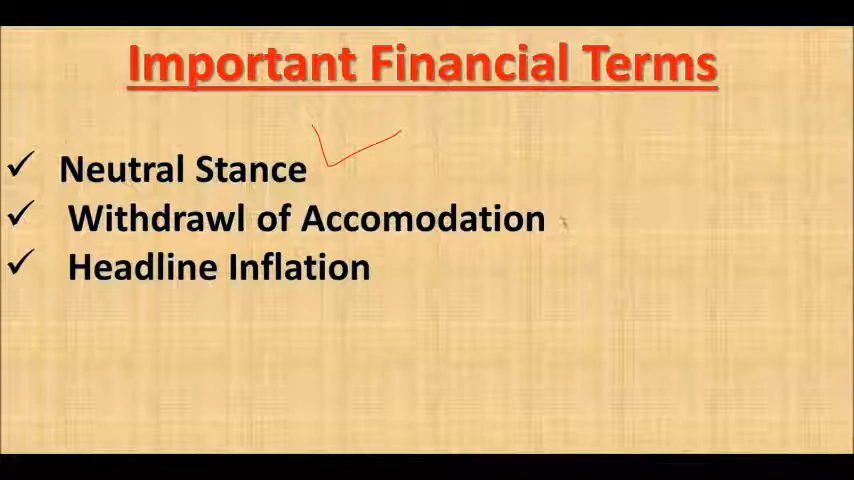 Important Financial Terms
✓ Neutral Stance
✓ Withdrawl of Accomodation
✓ Headline Inflation